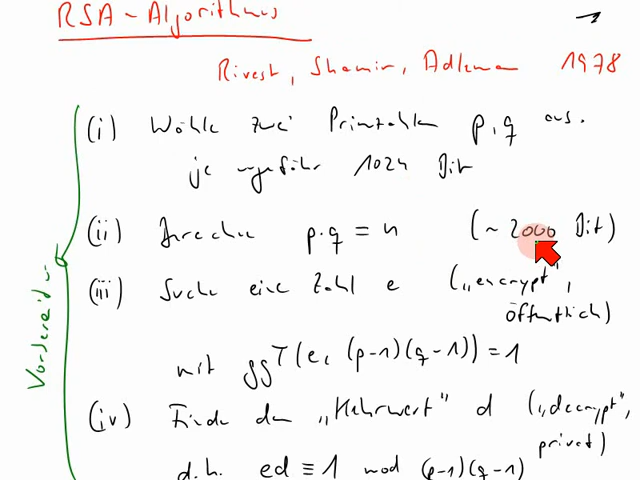 RSA-Algorithmus
Rivest, Shamir, Adleman 1978
(i) Wähle zwei Primzahlen p, q aus.
je ungefähr 1024 Bit
(ii) Berechne p·q = n (~ 2000 Bit)
(iii) Suche eine Zahl e („encrypt",
öffentlich)
mit ggT(e, (p-1)(q-1)) = 1
(iv) Finde den „Kehrwert" d („decrypt",
privat)
d.h. ed ≡ 1 mod (p-1)(q-1)